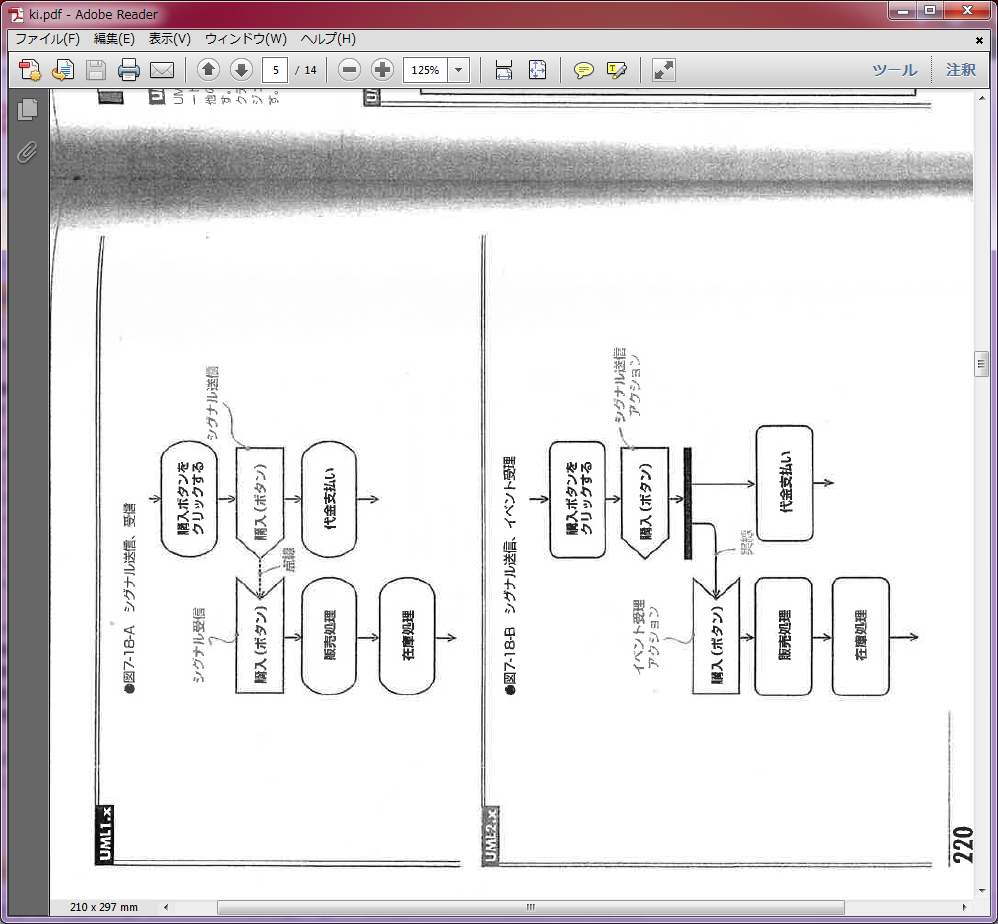 ki.pdf - Adobe Reader
ファイル(F) 編集(E) 表示(V) ウィンドウ(W) ヘルプ(H)
5 / 14 125% ツール 注釈
UML1.x
●図7-18-A シグナル送信、受信
購入ボタンを
クリックする
シグナル送信
購入(ボタン)
代金支払い
点線
シグナル受信
購入(ボタン)
販売処理
在庫処理
UML2.x
●図7-18-B シグナル送信、イベント受理
購入ボタンを
クリックする
シグナル送信
アクション
購入(ボタン)
代金支払い
実線
イベント受理
アクション
購入(ボタン)
販売処理
在庫処理
220
210 x 297 mm